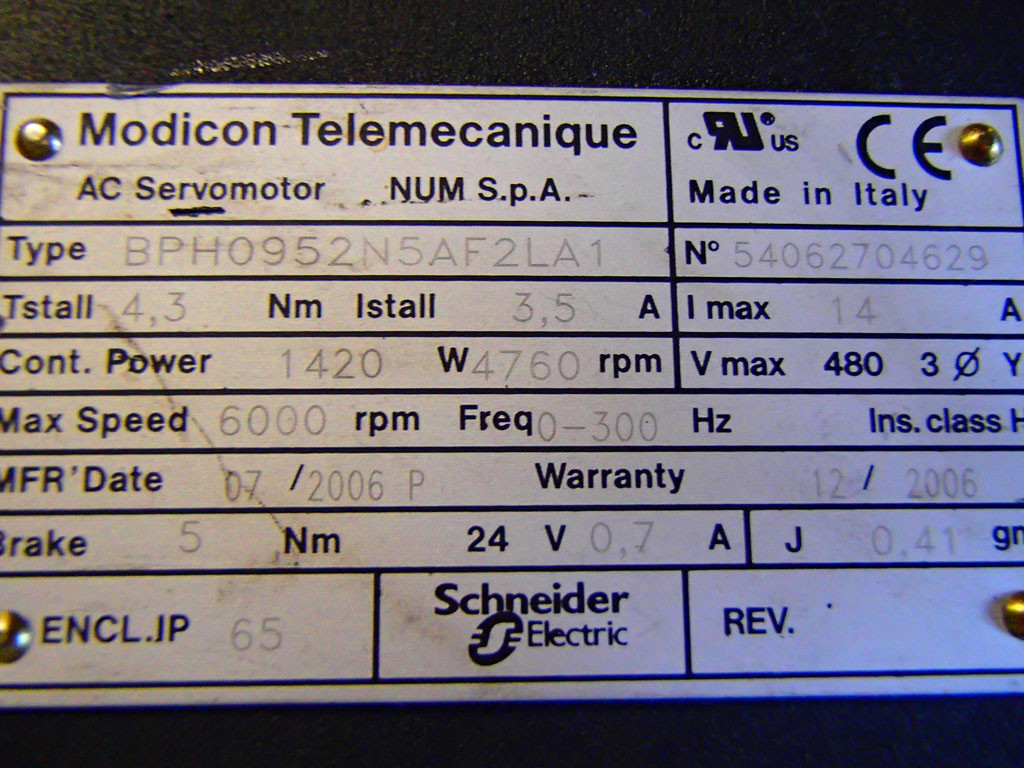 Modicon Telemecanique
c RU ® US CE
AC Servomotor NUM S.p.A. Made in Italy
Type BPH0952N5AF2LA1 N° 54062704629
Tstall 4,3 Nm Istall 3,5 A I max 14 A
Cont. Power 1420 W 4760 rpm V max 480 3 Ø Y
Max Speed 6000 rpm Freq 0-300 Hz Ins. class H
MFR' Date 07 / 2006 P Warranty 12 / 2006
Brake 5 Nm 24 V 0,7 A J 0,41
ENCL.IP 65 Schneider Electric REV.